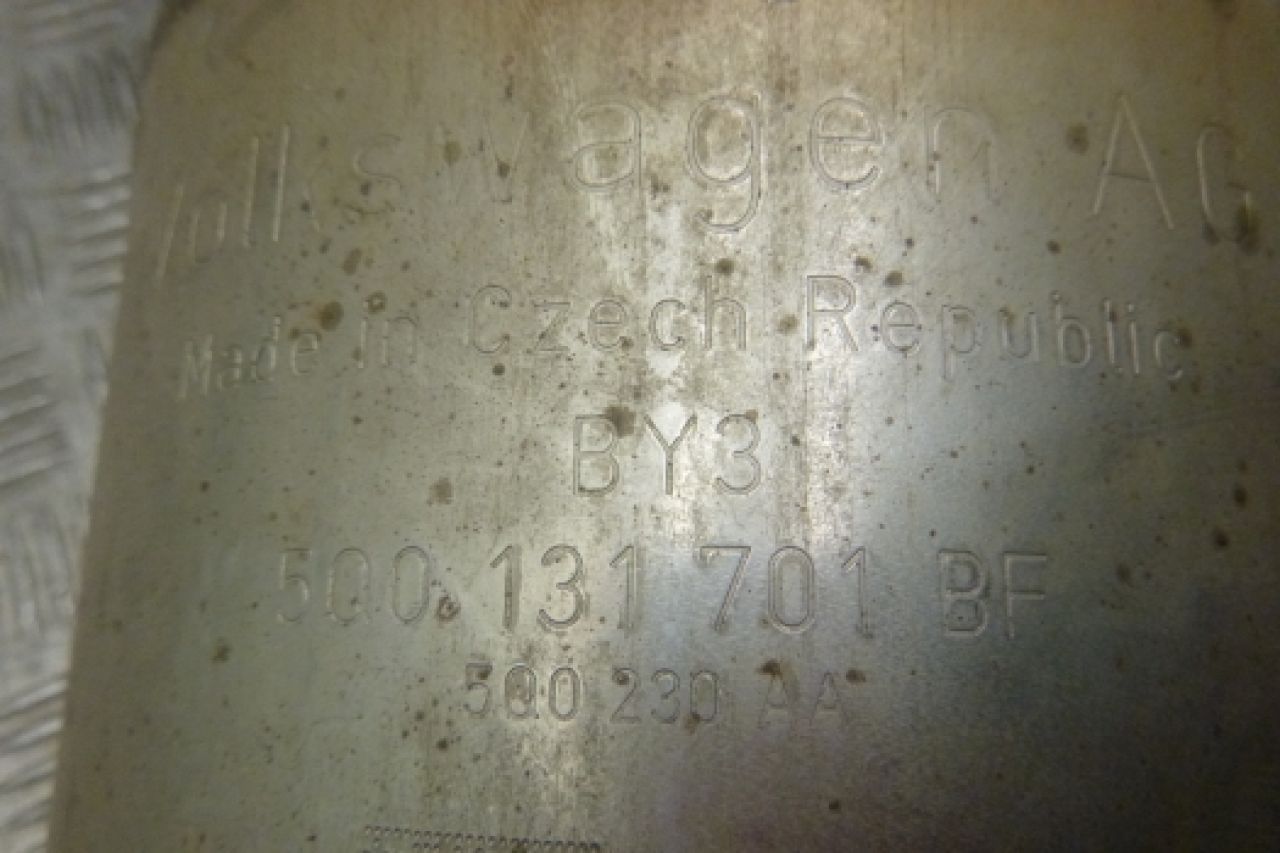 Volkswagen AG
Made in Czech Republic
BY3
5Q0 131 701 BF
5Q0 230 AA